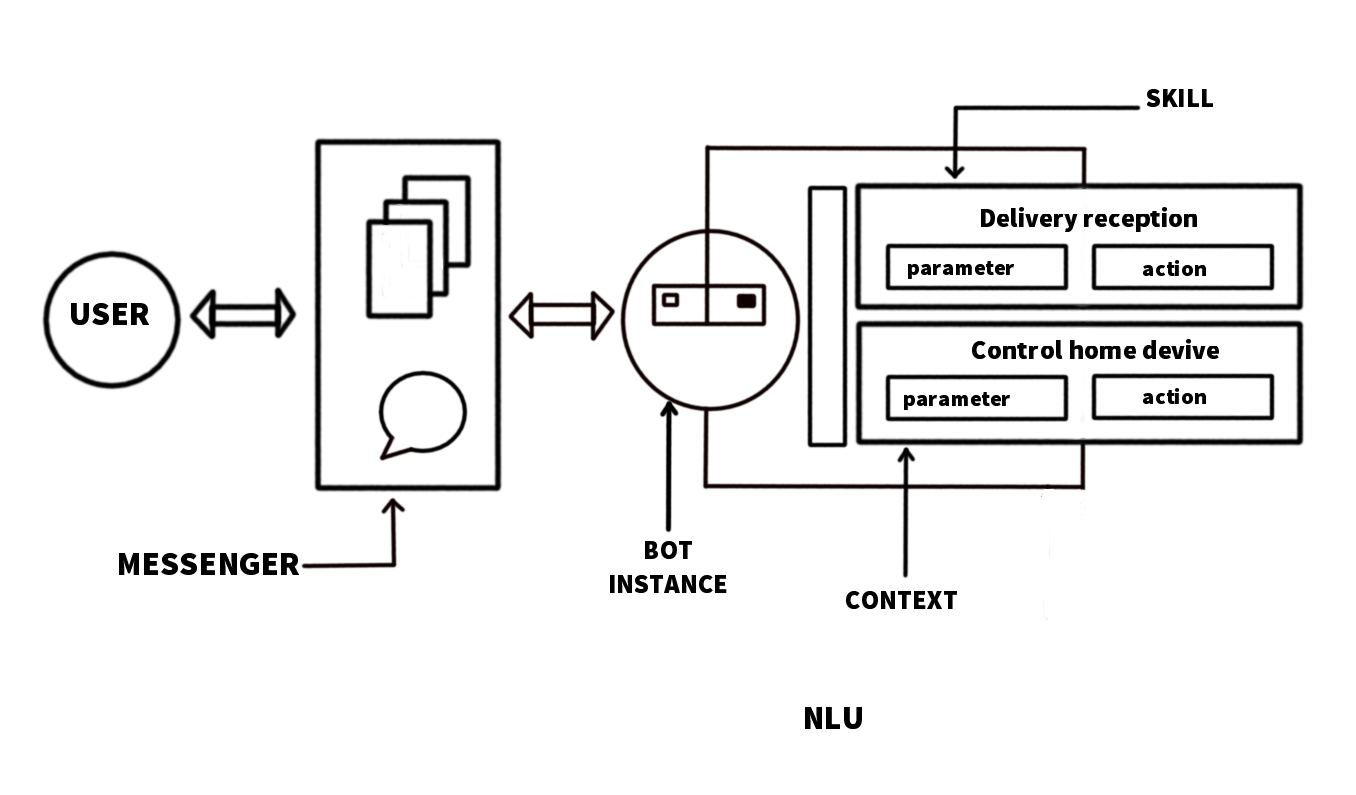 SKILL
Delivery reception
parameter
action
USER
Control home devive
parameter
action
MESSENGER
BOT
INSTANCE
CONTEXT
NLU